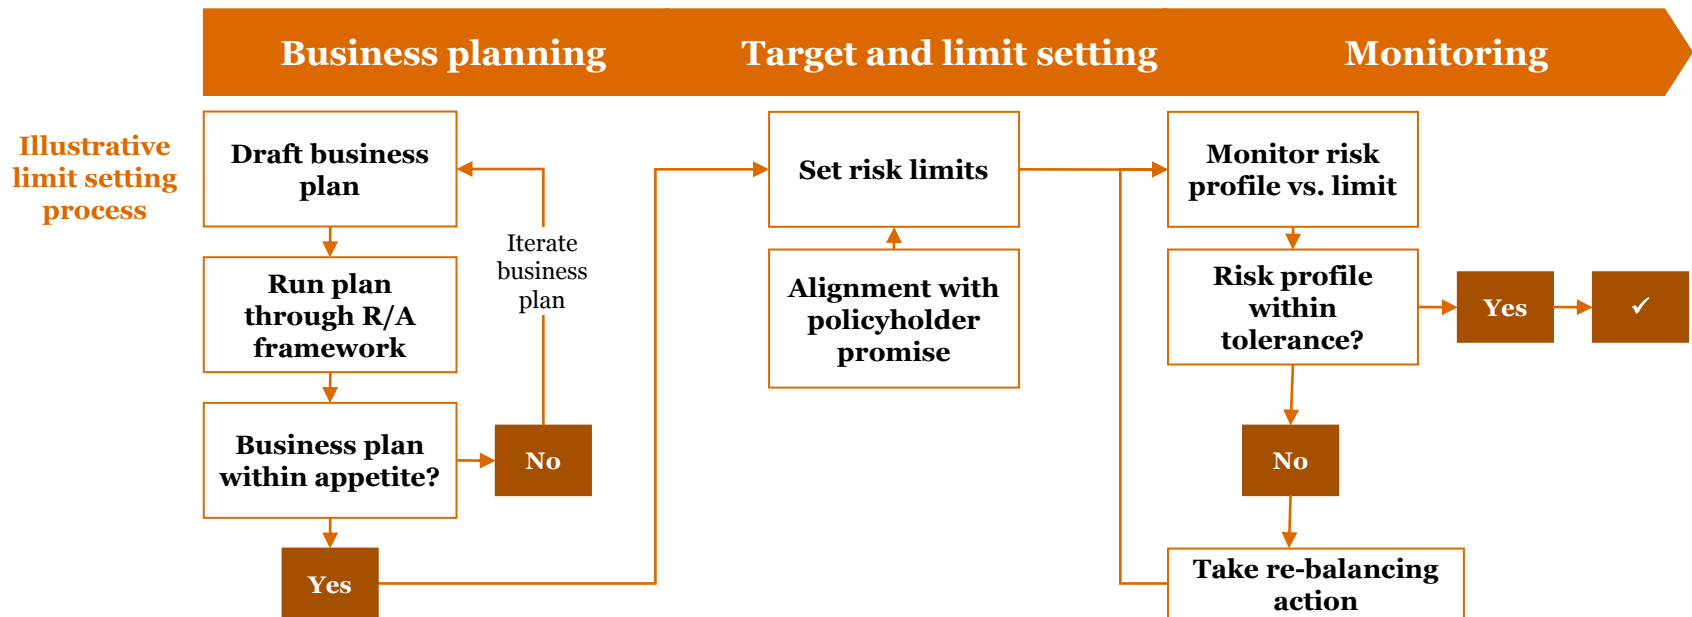 Business planning
Target and limit setting
Monitoring
Illustrative
limit setting
process
Draft business
plan
Run plan
through R/A
framework
Business plan
within appetite?
Iterate
business
plan
No
Yes
Set risk limits
Alignment with
policyholder
promise
Monitor risk
profile vs. limit
Risk profile
within
tolerance?
Yes
✓
No
Take re-balancing
action